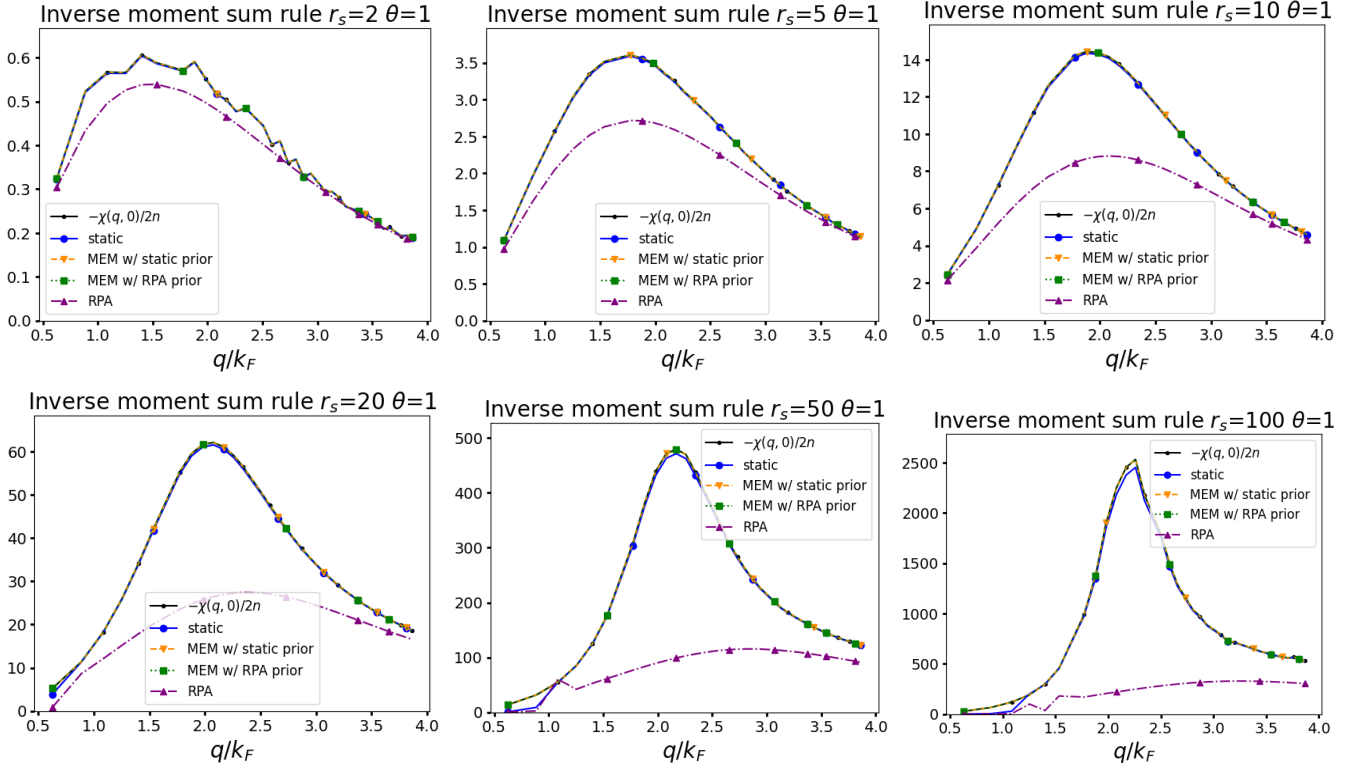 Inverse moment sum rule r_s=2 θ=1
0.6
0.5
0.4
0.3
0.2
0.1
0.0
−χ(q, 0)/2n
static
MEM w/ static prior
MEM w/ RPA prior
RPA
0.5 1.0 1.5 2.0 2.5 3.0 3.5 4.0
q/k_F
Inverse moment sum rule r_s=5 θ=1
3.5
3.0
2.5
2.0
1.5
1.0
0.5
0.0
−χ(q, 0)/2n
static
MEM w/ static prior
MEM w/ RPA prior
RPA
0.5 1.0 1.5 2.0 2.5 3.0 3.5 4.0
q/k_F
Inverse moment sum rule r_s=10 θ=1
14
12
10
8
6
4
2
0
−χ(q, 0)/2n
static
MEM w/ static prior
MEM w/ RPA prior
RPA
0.5 1.0 1.5 2.0 2.5 3.0 3.5 4.0
q/k_F
Inverse moment sum rule r_s=20 θ=1
60
50
40
30
20
10
0
−χ(q, 0)/2n
static
MEM w/ static prior
MEM w/ RPA prior
RPA
0.5 1.0 1.5 2.0 2.5 3.0 3.5 4.0
q/k_F
Inverse moment sum rule r_s=50 θ=1
500
400
300
200
100
0
−χ(q, 0)/2n
static
MEM w/ static prior
MEM w/ RPA prior
RPA
0.5 1.0 1.5 2.0 2.5 3.0 3.5 4.0
q/k_F
Inverse moment sum rule r_s=100 θ=1
2500
2000
1500
1000
500
0
−χ(q, 0)/2n
static
MEM w/ static prior
MEM w/ RPA prior
RPA
0.5 1.0 1.5 2.0 2.5 3.0 3.5 4.0
q/k_F